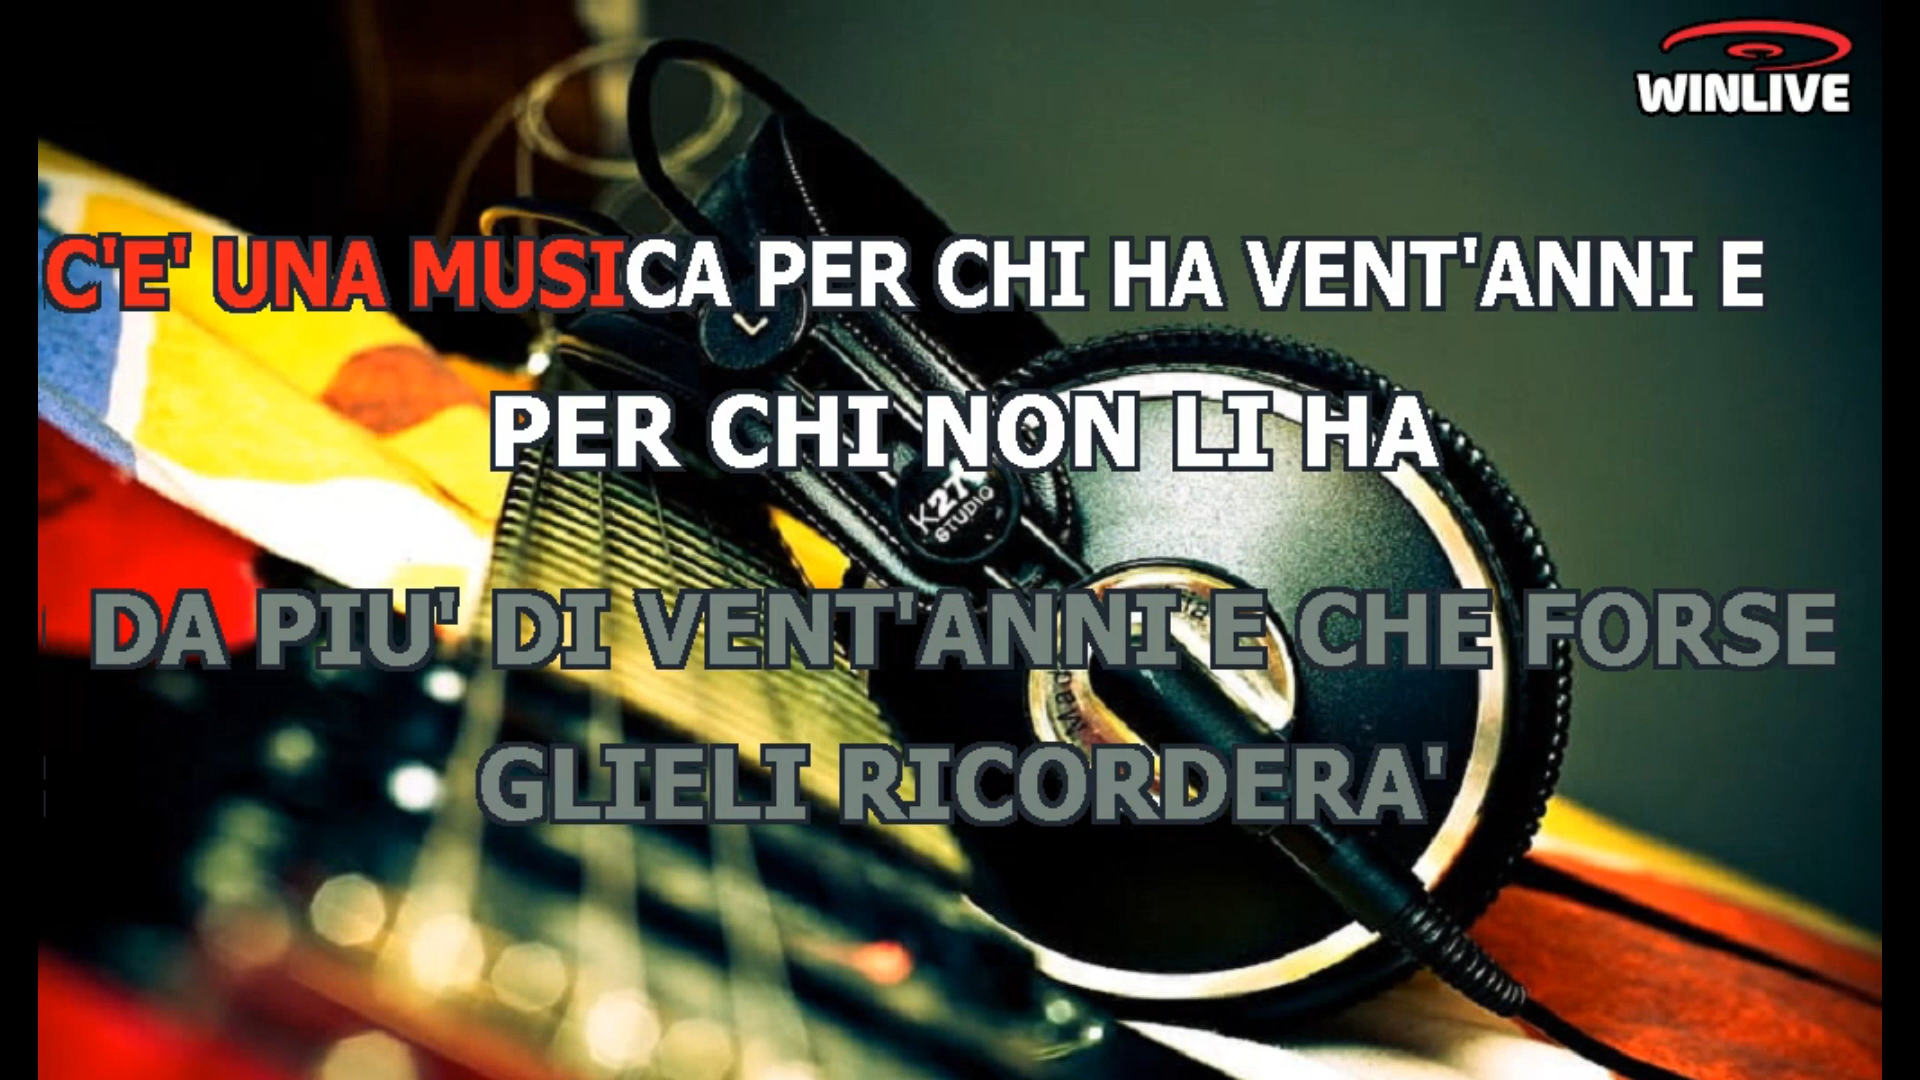 WINLIVE
C'E' UNA MUSICA PER CHI HA VENT'ANNI E
PER CHI NON LI HA
K27
STUDIO
DA PIU' DI VENT'ANNI E CHE FORSE
GLIELI RICORDERA'